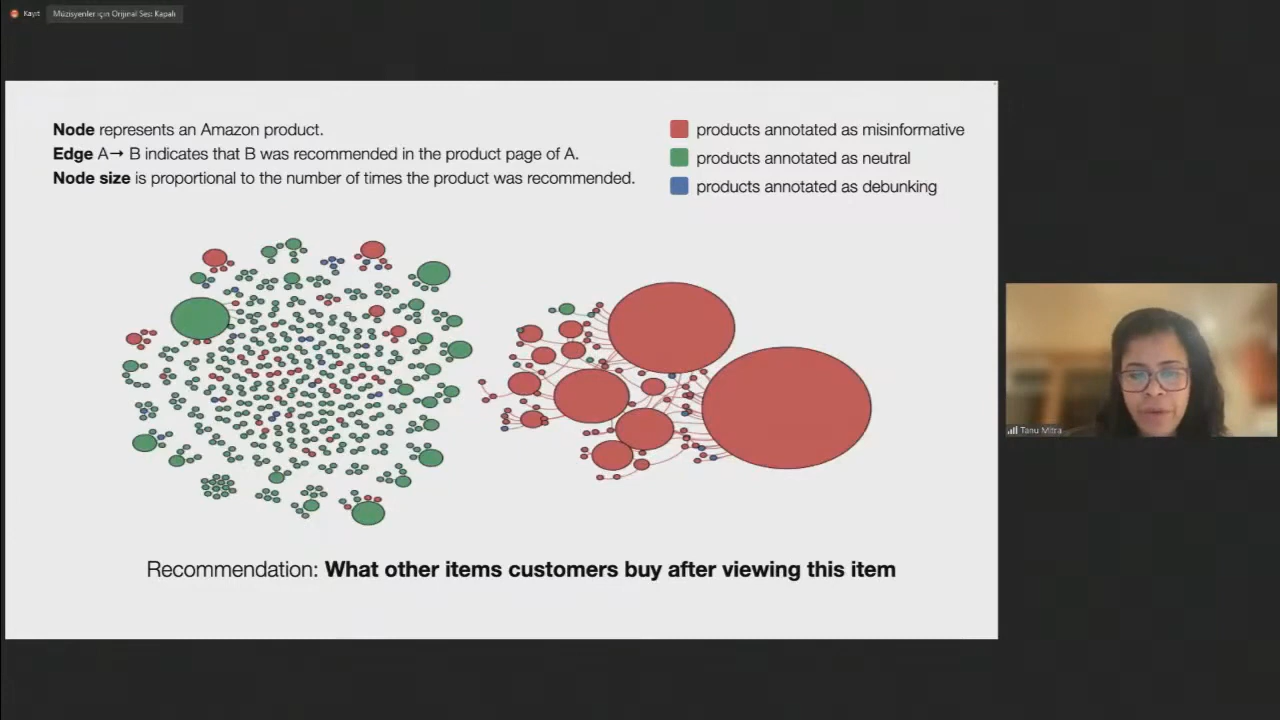 Kayıt
Müzisyenler için Orijinal Ses: Kapalı
Node represents an Amazon product.
Edge A→ B indicates that B was recommended in the product page of A.
Node size is proportional to the number of times the product was recommended.
products annotated as misinformative
products annotated as neutral
products annotated as debunking
Tanu Mitra
Recommendation: What other items customers buy after viewing this item